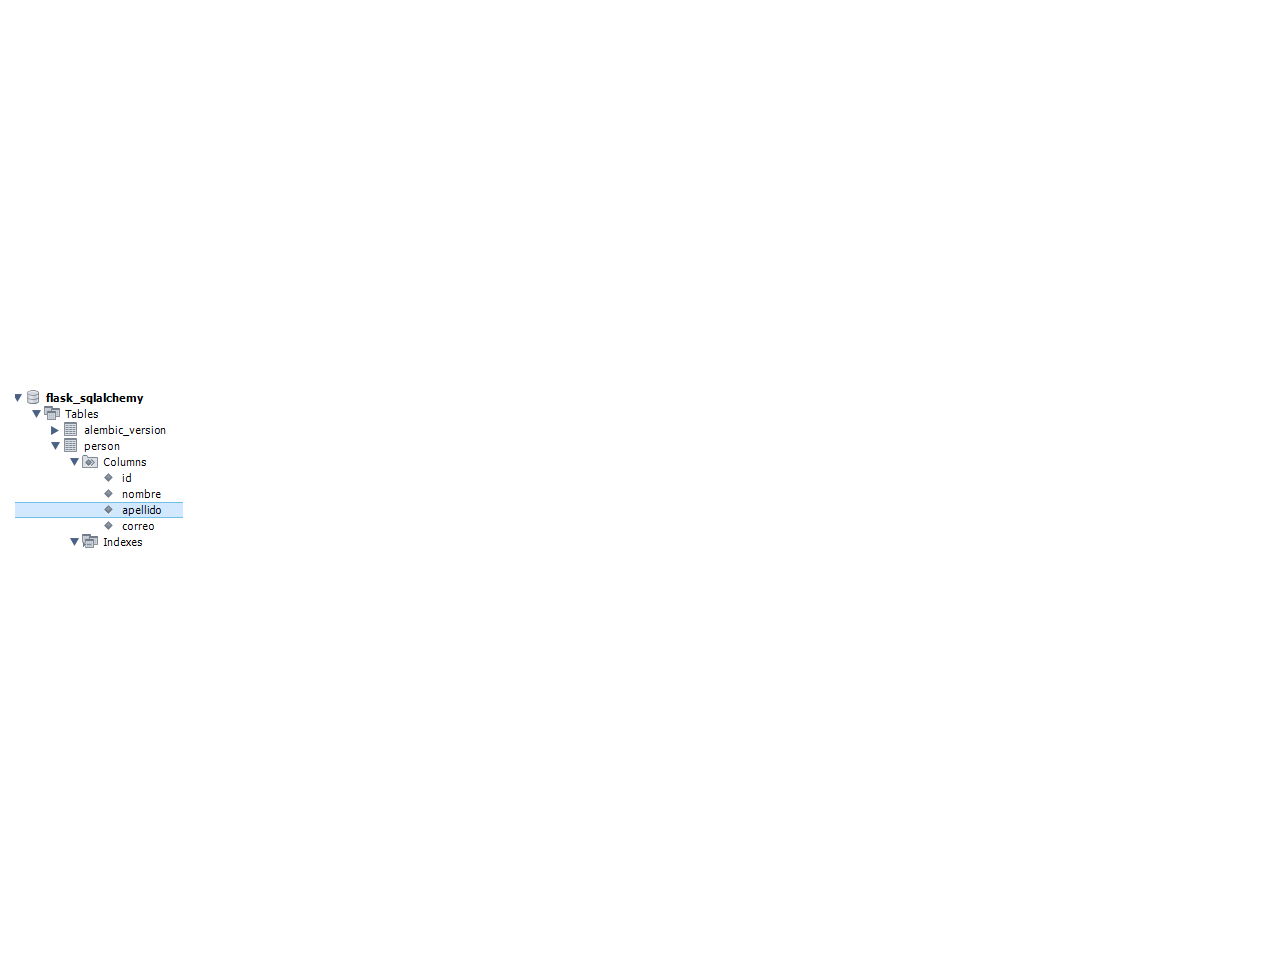 flask_sqlalchemy
Tables
alembic_version
person
Columns
id
nombre
apellido
correo
Indexes